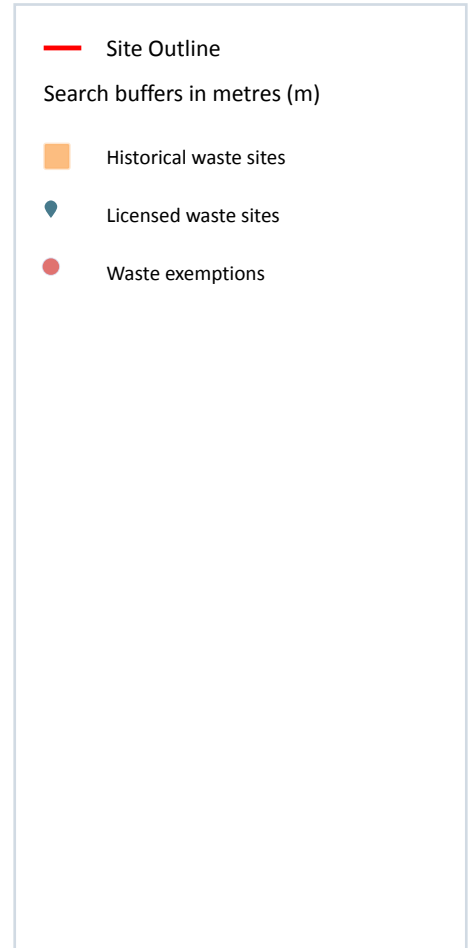 Site Outline
Search buffers in metres (m)
Historical waste sites
Licensed waste sites
Waste exemptions